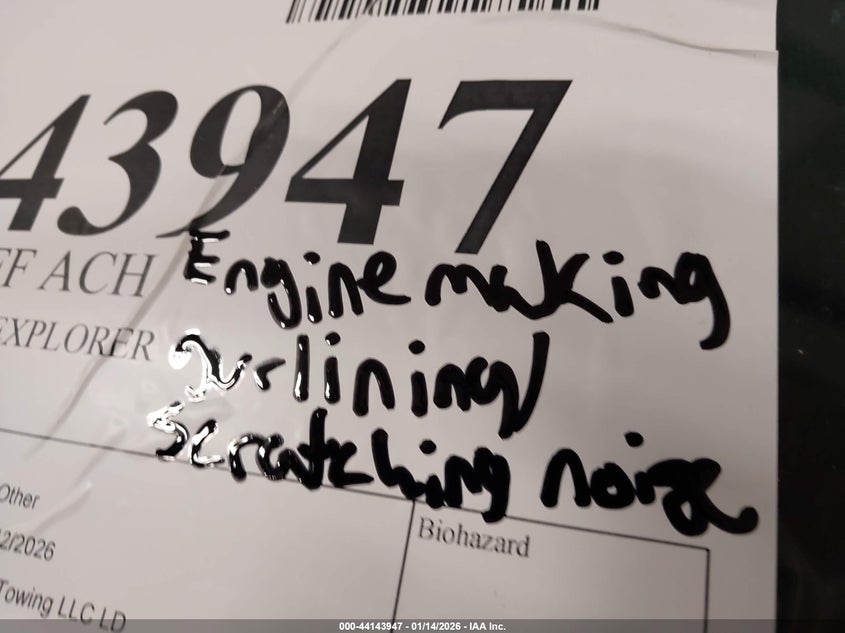 43947
FF ACH
EXPLORER
Engine making
gurlining/
Scratching noise
Other
2/2026
Towing LLC LD
Biohazard
000-44143947 - 01/14/2026 - IAA Inc.